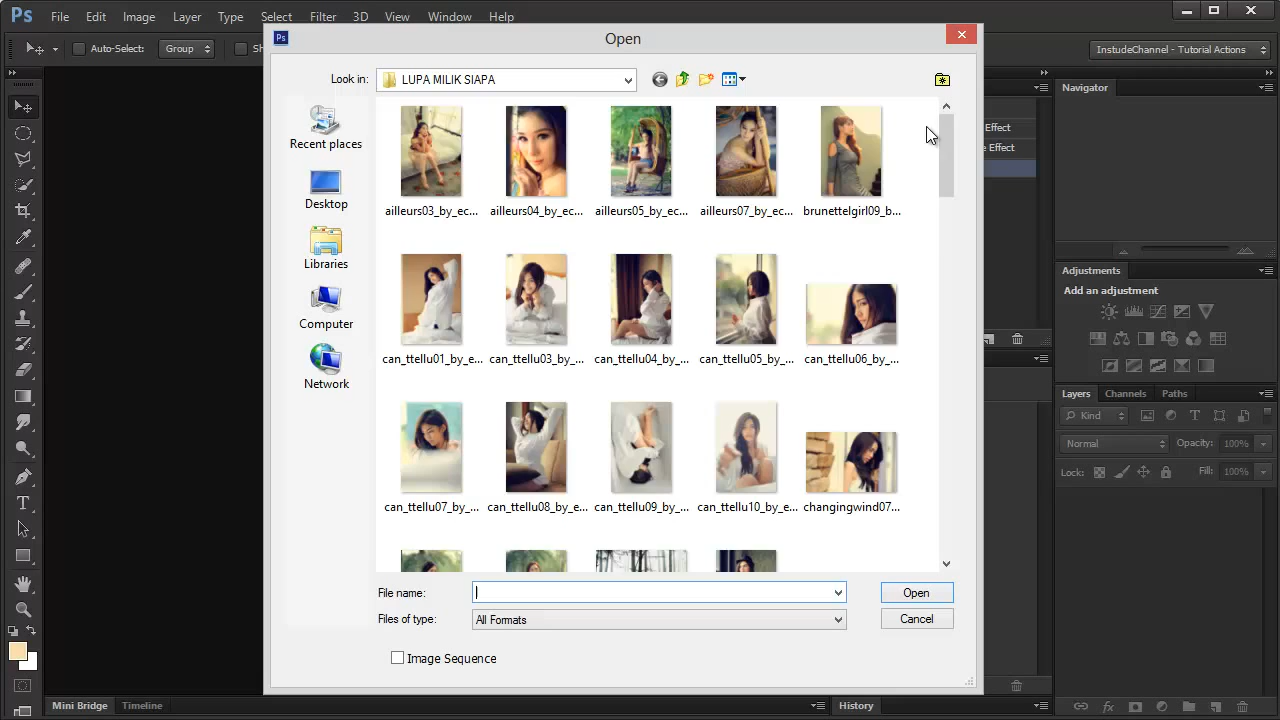 Ps File Edit Image Layer Type Select Filter 3D View Window Help
Auto-Select: Group
InstudeChannel - Tutorial Actions
Ps Open
Look in: LUPA MILIK SIAPA
Recent places
Desktop
Libraries
Computer
Network
ailleurs03_by_ec... ailleurs04_by_ec... ailleurs05_by_ec... ailleurs07_by_ec... brunettelgirl09_b...
can_ttellu01_by_e... can_ttellu03_by_... can_ttellu04_by_... can_ttellu05_by_... can_ttellu06_by_...
can_ttellu07_by_... can_ttellu08_by_e... can_ttellu09_by_... can_ttellu10_by_e... changingwind07...
File name: Open
Files of type: All Formats Cancel
Image Sequence
Effect
Effect
Navigator
Adjustments
Add an adjustment
Layers Channels Paths
Kind
Normal Opacity: 100%
Lock: Fill: 100%
Mini Bridge Timeline History